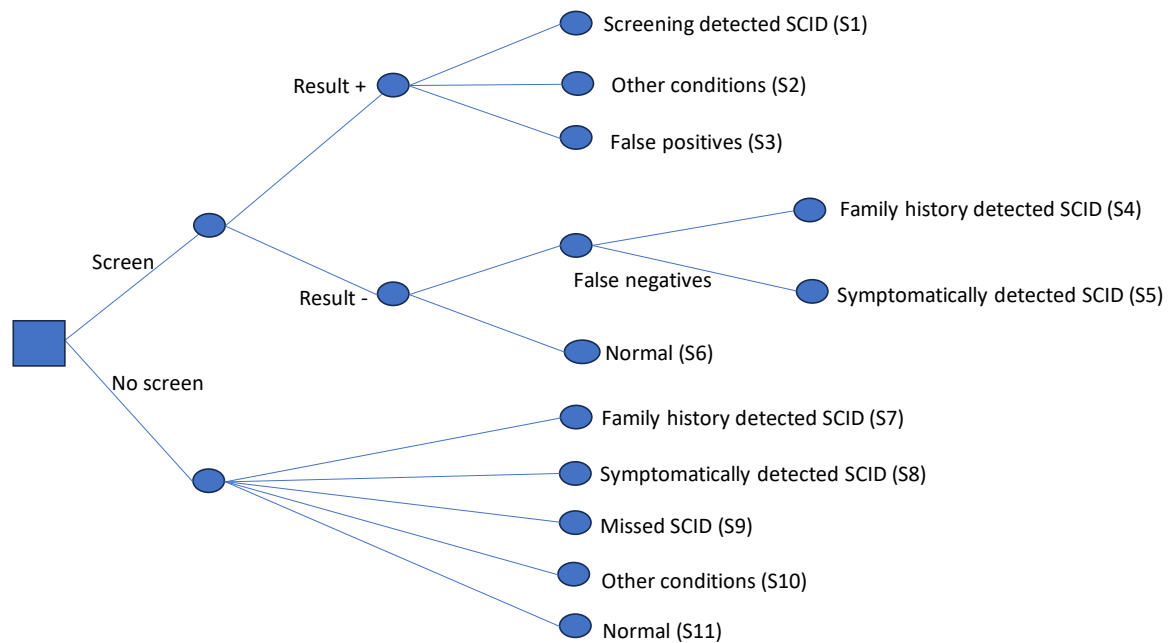 Screening detected SCID (S1)
Result +
Other conditions (S2)
False positives (S3)
Family history detected SCID (S4)
Screen
False negatives
Result -
Symptomatically detected SCID (S5)
Normal (S6)
No screen
Family history detected SCID (S7)
Symptomatically detected SCID (S8)
Missed SCID (S9)
Other conditions (S10)
Normal (S11)